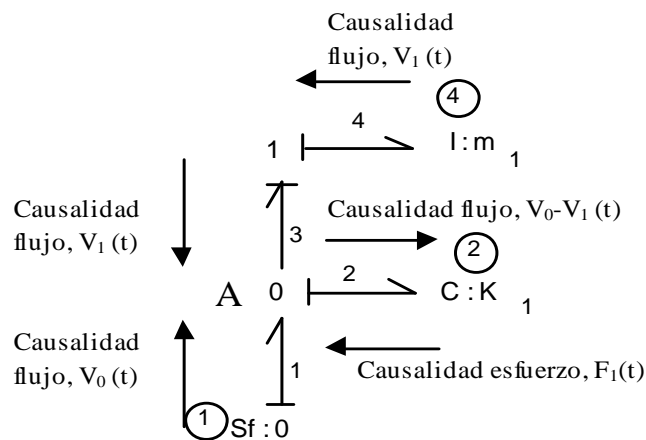 Causalidad
flujo, V1 (t)
4
4
1
I : m 1
Causalidad
flujo, V1 (t)
Causalidad flujo, V0-V1 (t)
3
2
2
A 0
C : K 1
Causalidad
flujo, V0 (t)
1
Causalidad esfuerzo, F1(t)
1
Sf : 0